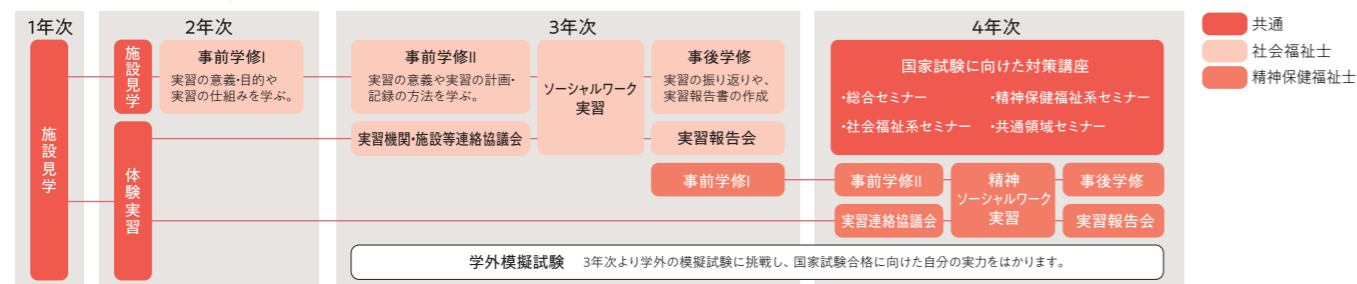 1年次
施設見学
2年次
施設見学
事前学修I
実習の意義・目的や
実習の仕組みを学ぶ。
体験実習
3年次
事前学修II
実習の意義や実習の計画・
記録の方法を学ぶ。
実習機関・施設等連絡協議会
ソーシャルワーク
実習
事後学修
実習の振り返りや、
実習報告書の作成
実習報告会
事前学修I
4年次
国家試験に向けた対策講座
・総合セミナー
・精神保健福祉系セミナー
・社会福祉系セミナー
・共通領域セミナー
事前学修II
実習連絡協議会
精神
ソーシャルワーク
実習
事後学修
実習報告会
学外模擬試験 3年次より学外の模擬試験に挑戦し、国家試験合格に向けた自分の実力をはかります。
共通
社会福祉士
精神保健福祉士